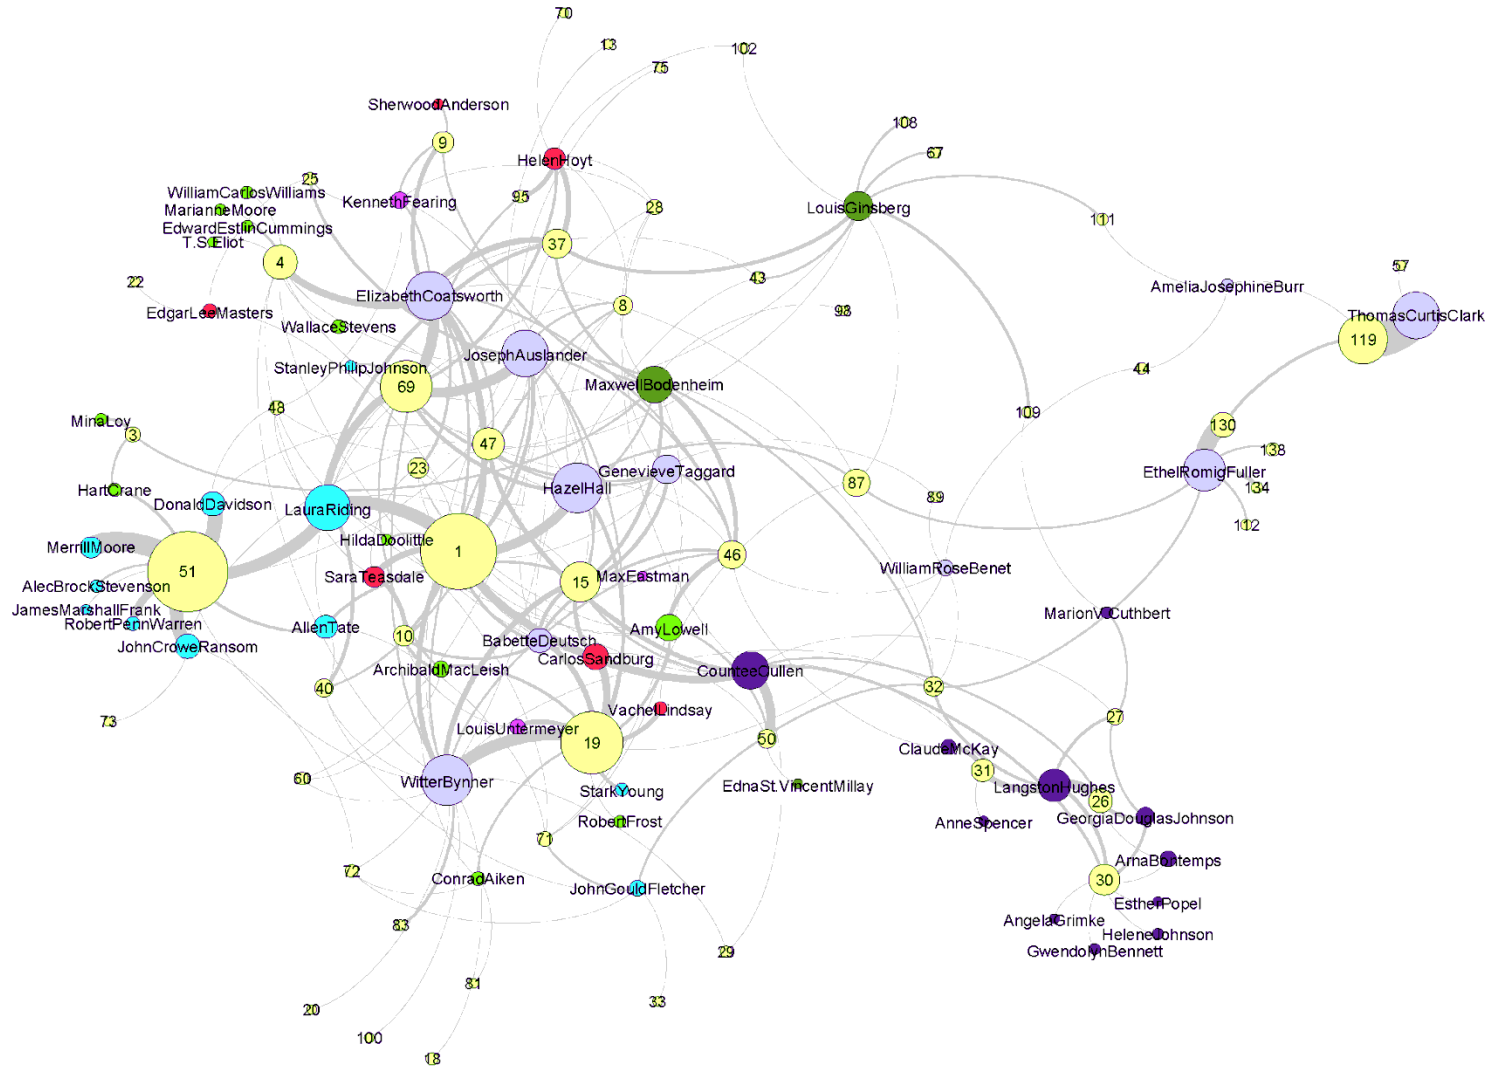 70
13
102
75
SherwoodAnderson
108
9
67
HelenHoyt
25
WilliamCarlosWilliams
KennethFearing
95
MarianneMoore
28
LouisGinsberg
111
EdwardEstlinCummings
T.S.Eliot
37
4
57
22
43
AmeliaJosephineBurr
ElizabethCoatsworth
EdgarLeeMasters
8
98
ThomasCurtisClark
WallaceStevens
119
JosephAuslander
StanleyPhilipJohnson
44
69
MaxwellBodenheim
48
109
MinaLoy
3
130
47
138
23
GenevieveTaggard
EthelRomigFuller
HartCrane
87
134
HazelHall
89
DonaldDavidson
LauraRiding
112
HildaDoolittle
MerrillMoore
1
46
51
WilliamRoseBenet
SaraTeasdale
MaxEastman
15
AlecBrockStevenson
JamesMarshallFrank
MarionV.Cuthbert
RobertPennWarren
AllenTate
AmyLowell
10
BabetteDeutsch
JohnCroweRansom
CarlosSandburg
ArchibaldMacLeish
CounteeCullen
40
32
VachelLindsay
73
27
LouisUntermeyer
50
19
ClaudeMcKay
31
60
WitterBynner
EdnaSt.VincentMillay
LangstonHughes
StarkYoung
26
GeorgiaDouglasJohnson
RobertFrost
AnneSpencer
71
ArnaBontemps
72
ConradAiken
30
JohnGouldFletcher
EstherPopel
AngelaGrimke
83
HeleneJohnson
29
GwendolynBennett
81
33
20
100
18